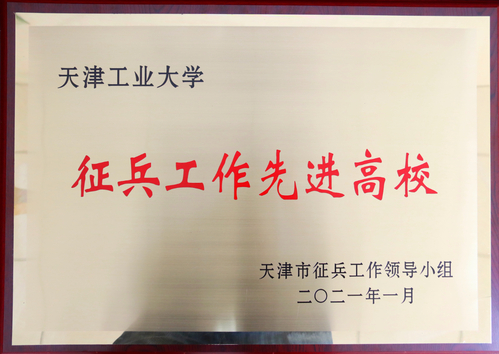 天津工业大学
征兵工作先进高校
天津市征兵工作领导小组
二〇二一年一月